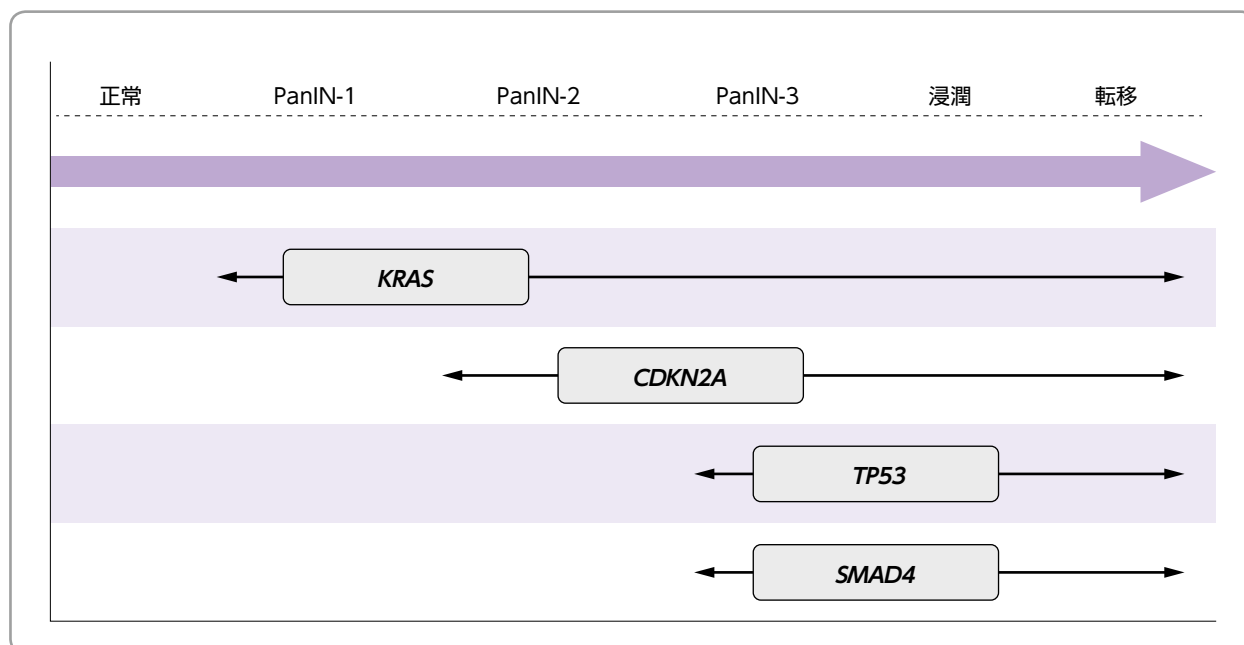 正常 PanIN-1 PanIN-2 PanIN-3 浸潤 転移
KRAS
CDKN2A
TP53
SMAD4